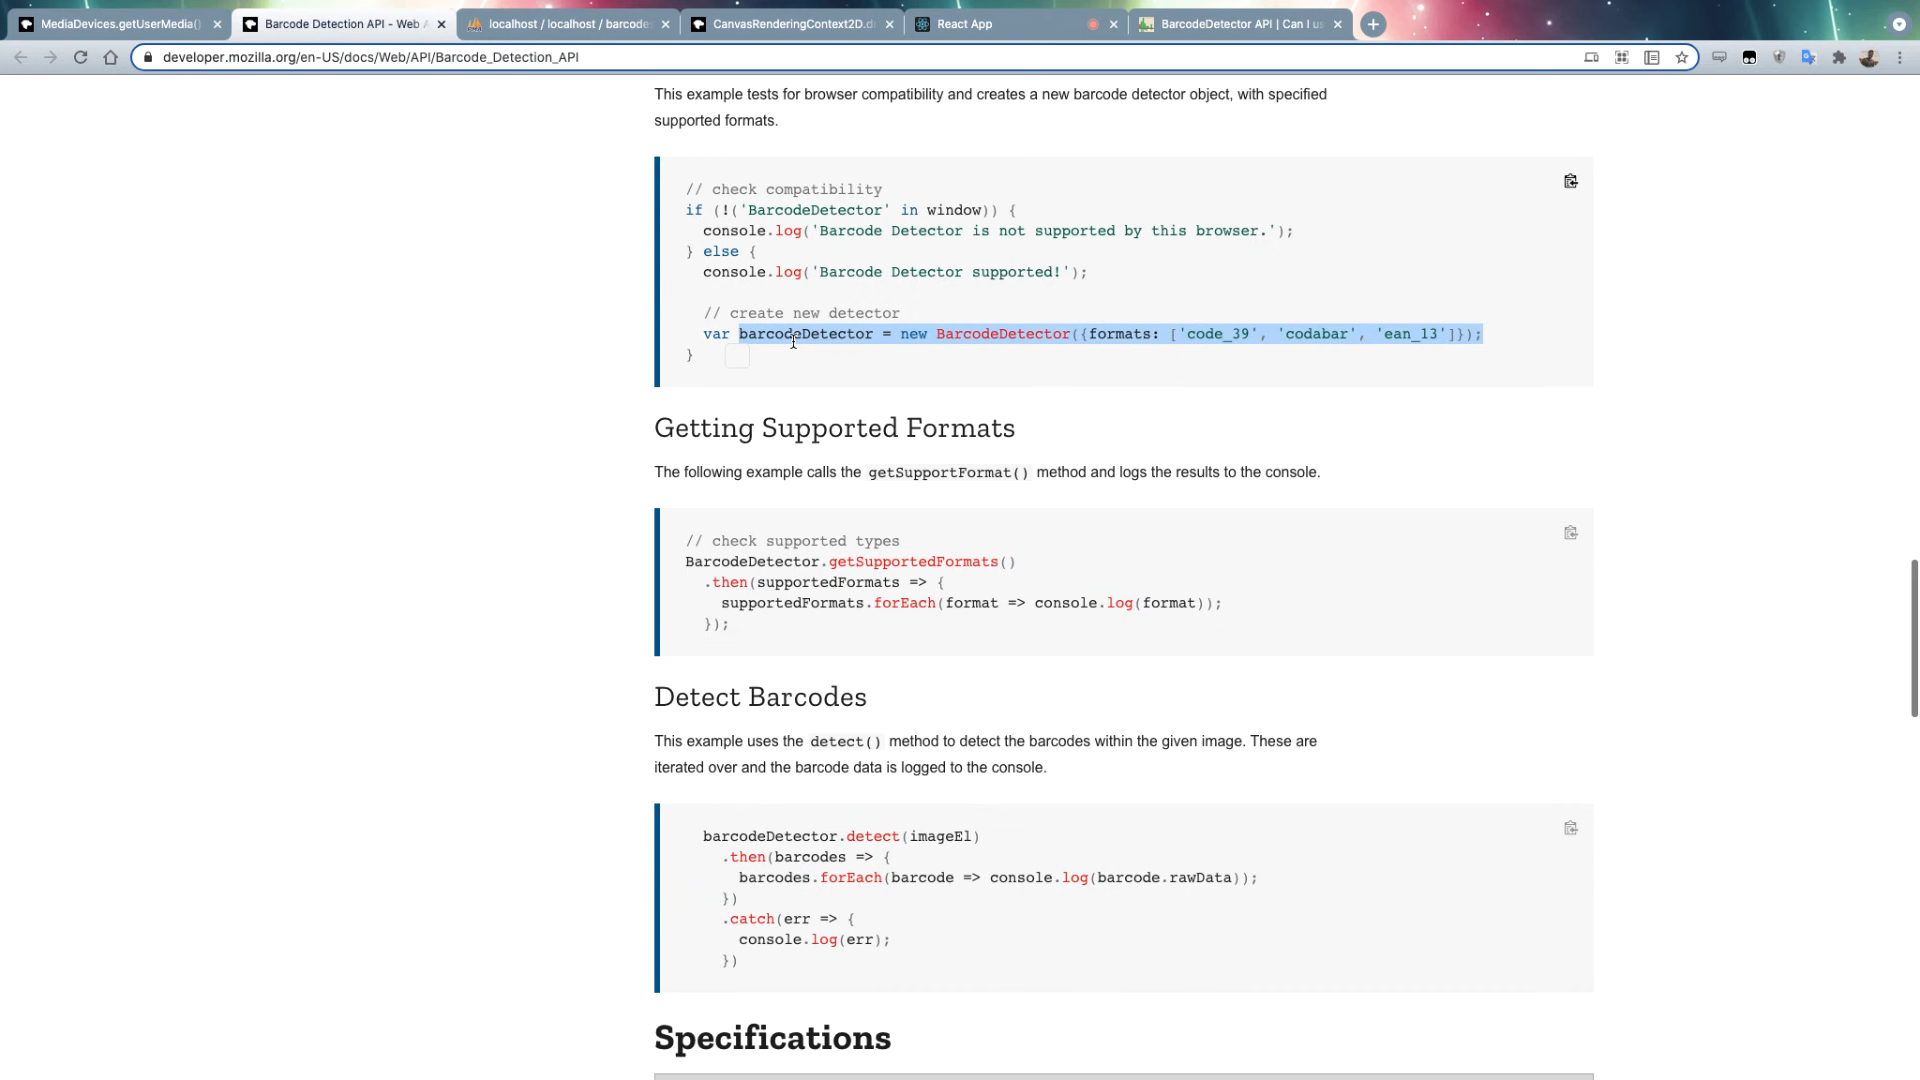 MediaDevices.getUserMedia()
Barcode Detection API - Web A
localhost / localhost / barcodes
CanvasRenderingContext2D.d
React App
BarcodeDetector API | Can I us
developer.mozilla.org/en-US/docs/Web/API/Barcode_Detection_API
This example tests for browser compatibility and creates a new barcode detector object, with specified
supported formats.
// check compatibility
if (!('BarcodeDetector' in window)) {
console.log('Barcode Detector is not supported by this browser.');
} else {
console.log('Barcode Detector supported!');
// create new detector
var barcodeDetector = new BarcodeDetector({formats: ['code_39', 'codabar', 'ean_13']});
}
Getting Supported Formats
The following example calls the getSupportFormat() method and logs the results to the console.
// check supported types
BarcodeDetector.getSupportedFormats()
.then(supportedFormats => {
supportedFormats.forEach(format => console.log(format));
});
Detect Barcodes
This example uses the detect() method to detect the barcodes within the given image. These are
iterated over and the barcode data is logged to the console.
barcodeDetector.detect(imageEl)
.then(barcodes => {
barcodes.forEach(barcode => console.log(barcode.rawData));
})
.catch(err => {
console.log(err);
})
Specifications